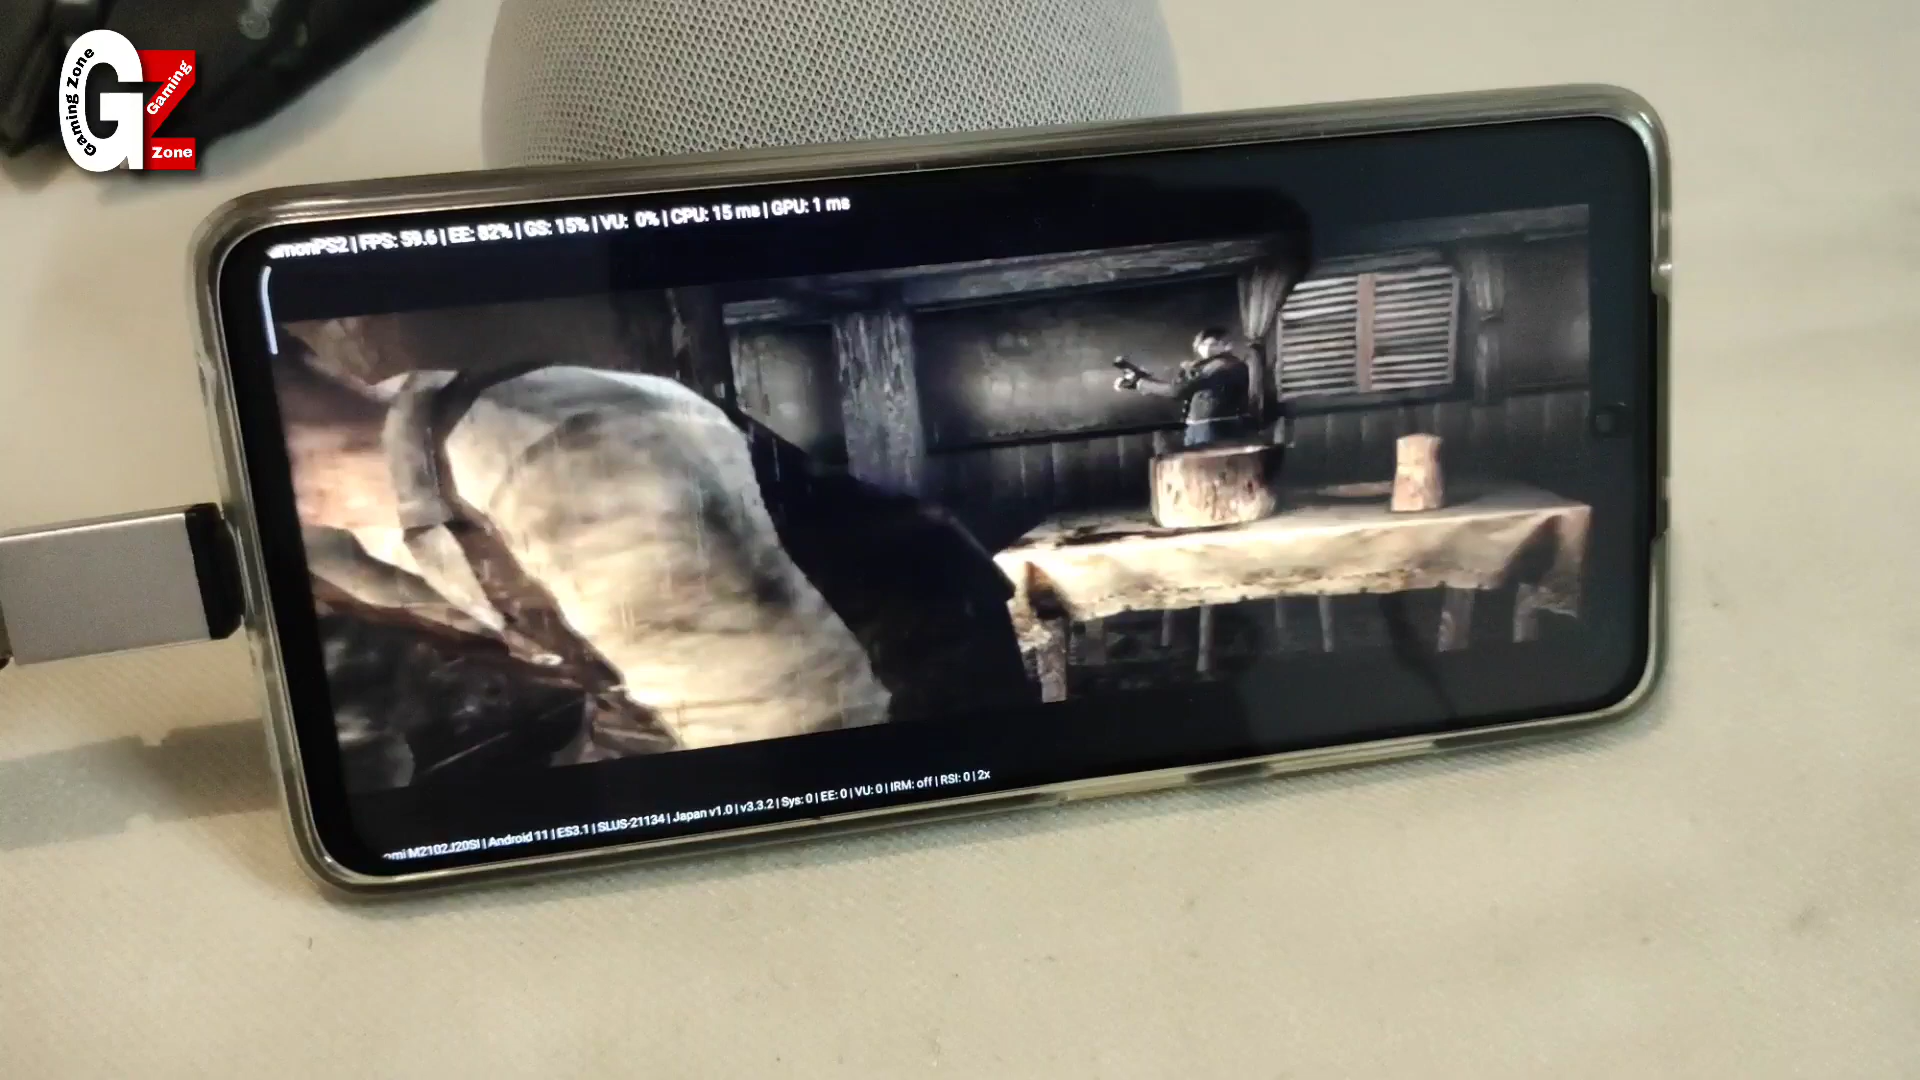 Gaming Zone
GZ
Gaming
Zone
monPS2 | FPS: 59.6 | EE: 82% | GS: 15% | VU: 0% | CPU: 15 ms | GPU: 1 ms
omi M2102J20SI | Android 11 | ES3.1 | SLUS-21134 | Japan v1.0 | v3.3.2 | Sys: 0 | EE: 0 | VU: 0 | IRM: off | RSI: 0 | 2x